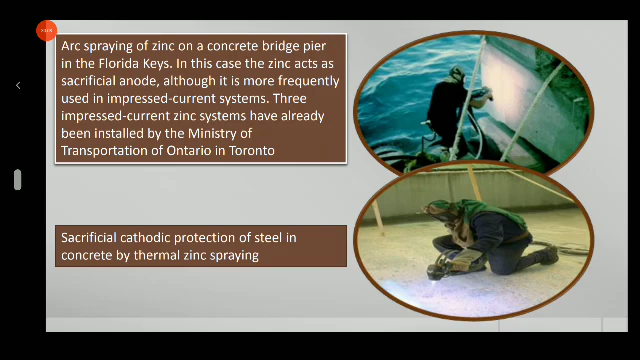 Arc spraying of zinc on a concrete bridge pier
in the Florida Keys. In this case the zinc acts as
sacrificial anode, although it is more frequently
used in impressed-current systems. Three
impressed-current zinc systems have already
been installed by the Ministry of
Transportation of Ontario in Toronto
Sacrificial cathodic protection of steel in
concrete by thermal zinc spraying